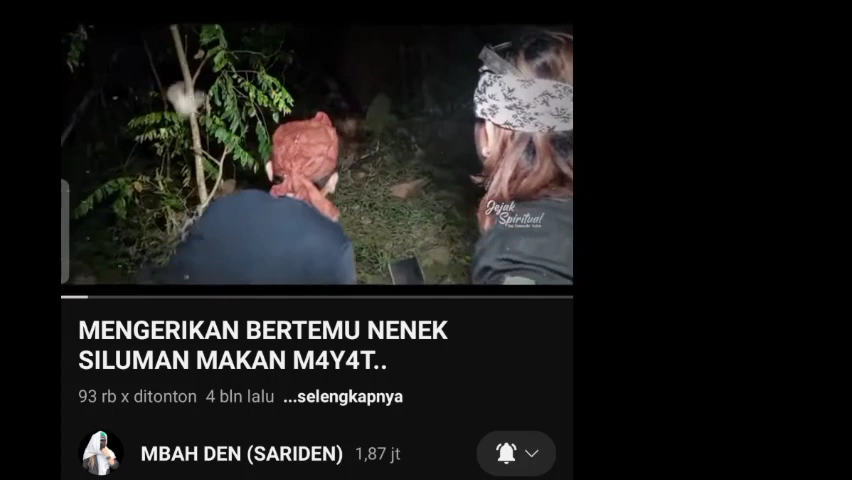 Jejak
Spiritual
MENGERIKAN BERTEMU NENEK
SILUMAN MAKAN M4Y4T..
93 rb x ditonton 4 bln lalu ...selengkapnya
MBAH DEN (SARIDEN) 1,87 jt